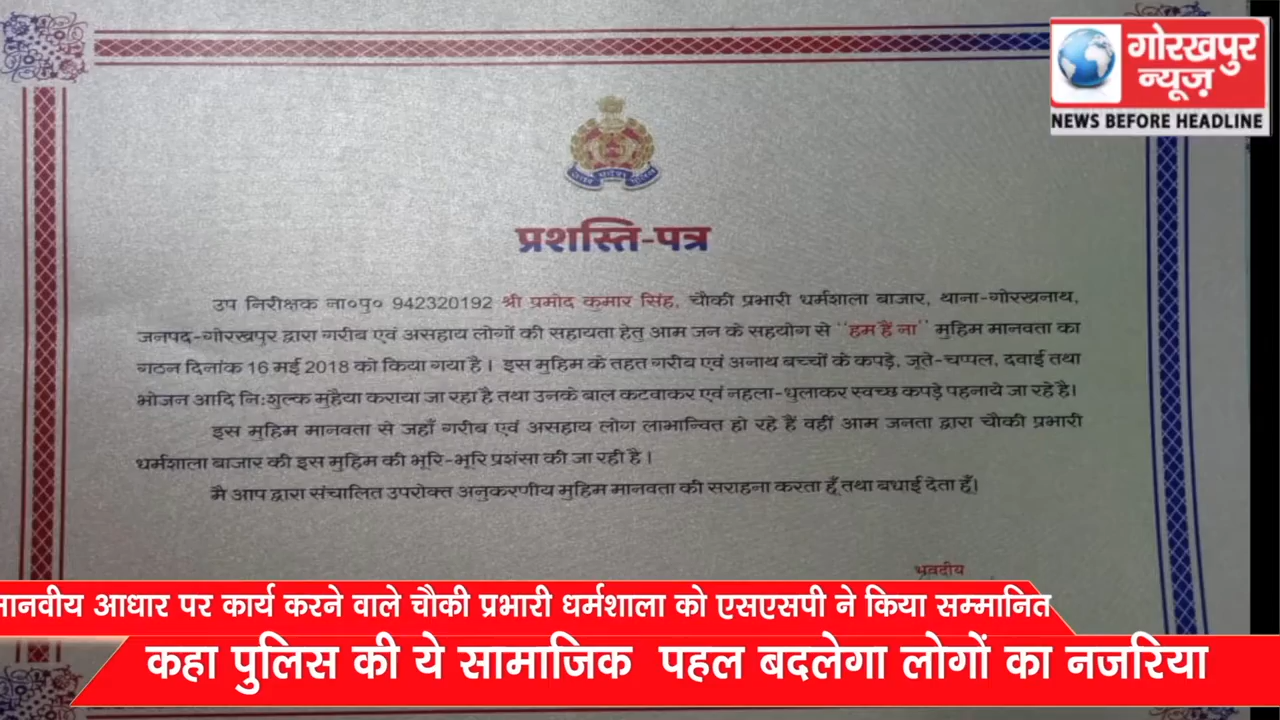 गोरखपुर
न्यूज़
NEWS BEFORE HEADLINE
उत्तर प्रदेश पुलिस
प्रशस्ति-पत्र
उप निरीक्षक ना०पु० 942320192 श्री प्रमोद कुमार सिंह, चौकी प्रभारी धर्मशाला बाजार, थाना-गोरखनाथ,
जनपद-गोरखपुर द्वारा गरीब एवं असहाय लोगों की सहायता हेतु आम जन के सहयोग से ''हम हैं ना'' मुहिम मानवता का
गठन दिनांक 16 मई 2018 को किया गया है। इस मुहिम के तहत गरीब एवं अनाथ बच्चों के कपड़े, जूते-चप्पल, दवाई तथा
भोजन आदि नि:शुल्क मुहैया कराया जा रहा है तथा उनके बाल कटवाकर एवं नहला-धुलाकर स्वच्छ कपड़े पहनाये जा रहे है।
इस मुहिम मानवता से जहाँ गरीब एवं असहाय लोग लाभान्वित हो रहे हैं वहीं आम जनता द्वारा चौकी प्रभारी
धर्मशाला बाजार की इस मुहिम की भूरि-भूरि प्रशंसा की जा रही है।
मै आप द्वारा संचालित उपरोक्त अनुकरणीय मुहिम मानवता की सराहना करता हूँ तथा बधाई देता हूँ।
भवदीय
मानवीय आधार पर कार्य करने वाले चौकी प्रभारी धर्मशाला को एसएसपी ने किया सम्मानित
कहा पुलिस की ये सामाजिक पहल बदलेगा लोगों का नजरिया